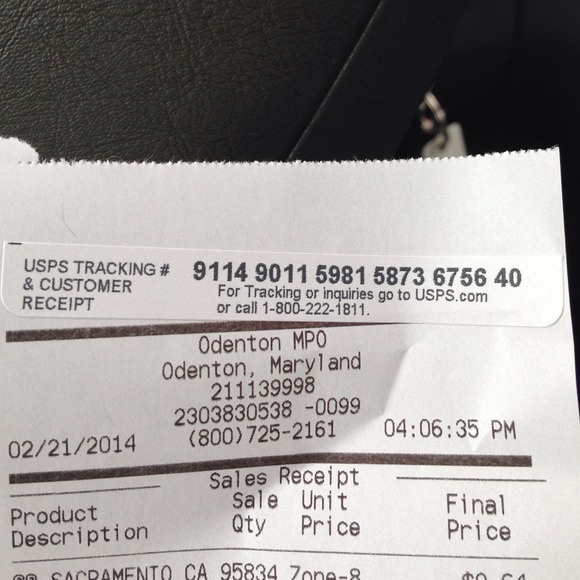 USPS TRACKING # 9114 9011 5981 5873 6756 40
& CUSTOMER For Tracking or inquiries go to USPS.com
RECEIPT or call 1-800-222-1811.
Odenton MPO
Odenton, Maryland
211139998
2303830538 -0099
02/21/2014 (800)725-2161 04:06:35 PM
Sales Receipt
Product Sale Unit Final
Description Qty Price Price
SACRAMENTO CA 95834 Zone-8